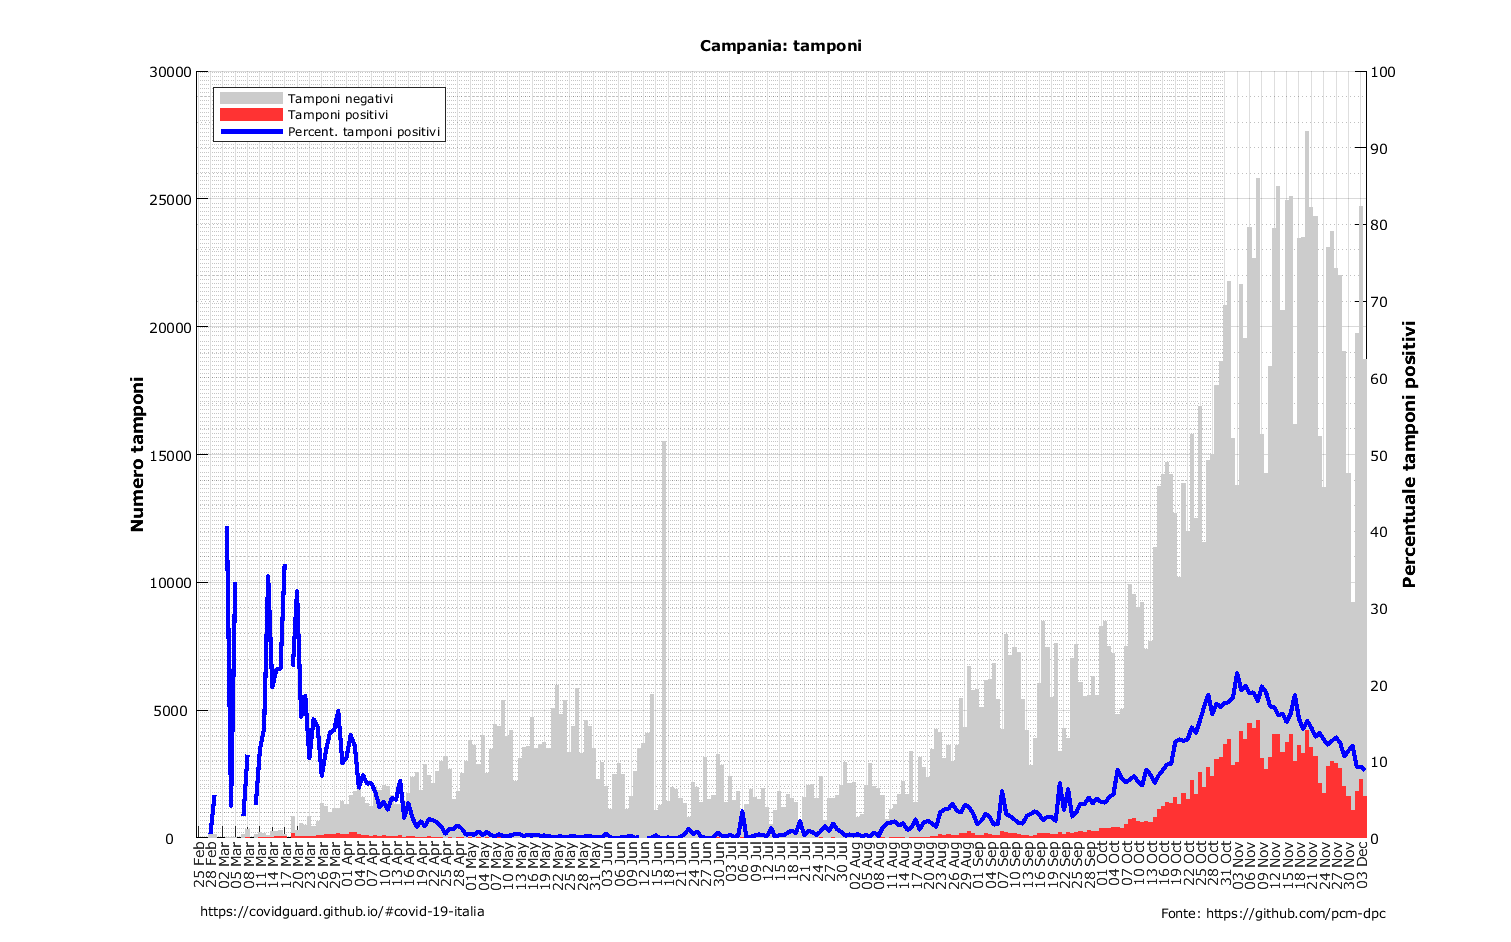 Campania: tamponi
30000
25000
20000
15000
10000
5000
0
Numero tamponi
Tamponi negativi
Tamponi positivi
Percent. tamponi positivi
100
90
80
70
60
50
40
30
20
10
0
Percentuale tamponi positivi
25 Feb
28 Feb
02 Mar
05 Mar
08 Mar
11 Mar
14 Mar
17 Mar
20 Mar
23 Mar
26 Mar
29 Mar
01 Apr
04 Apr
07 Apr
10 Apr
13 Apr
16 Apr
19 Apr
22 Apr
25 Apr
28 Apr
01 May
04 May
07 May
10 May
13 May
16 May
19 May
22 May
25 May
28 May
31 May
03 Jun
06 Jun
09 Jun
12 Jun
15 Jun
18 Jun
21 Jun
24 Jun
27 Jun
30 Jun
03 Jul
06 Jul
09 Jul
12 Jul
15 Jul
18 Jul
21 Jul
24 Jul
27 Jul
30 Jul
02 Aug
05 Aug
08 Aug
11 Aug
14 Aug
17 Aug
20 Aug
23 Aug
26 Aug
29 Aug
01 Sep
04 Sep
07 Sep
10 Sep
13 Sep
16 Sep
19 Sep
22 Sep
25 Sep
28 Sep
01 Oct
04 Oct
07 Oct
10 Oct
13 Oct
16 Oct
19 Oct
22 Oct
25 Oct
28 Oct
31 Oct
03 Nov
06 Nov
09 Nov
12 Nov
15 Nov
18 Nov
21 Nov
24 Nov
27 Nov
30 Nov
03 Dec
https://covidguard.github.io/#covid-19-italia
Fonte: https://github.com/pcm-dpc